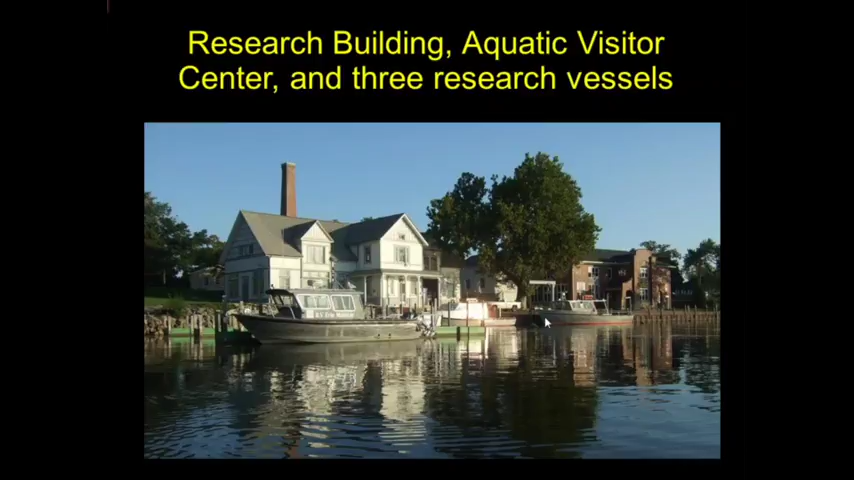 Research Building, Aquatic Visitor
Center, and three research vessels